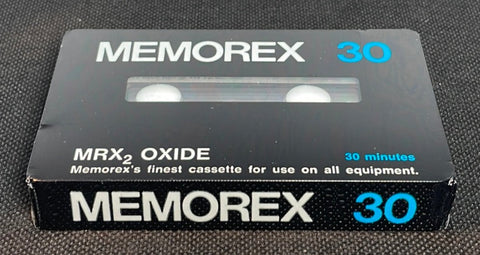 MEMOREX 30
MRX₂ OXIDE 30 minutes
Memorex's finest cassette for use on all equipment.
MEMOREX 30